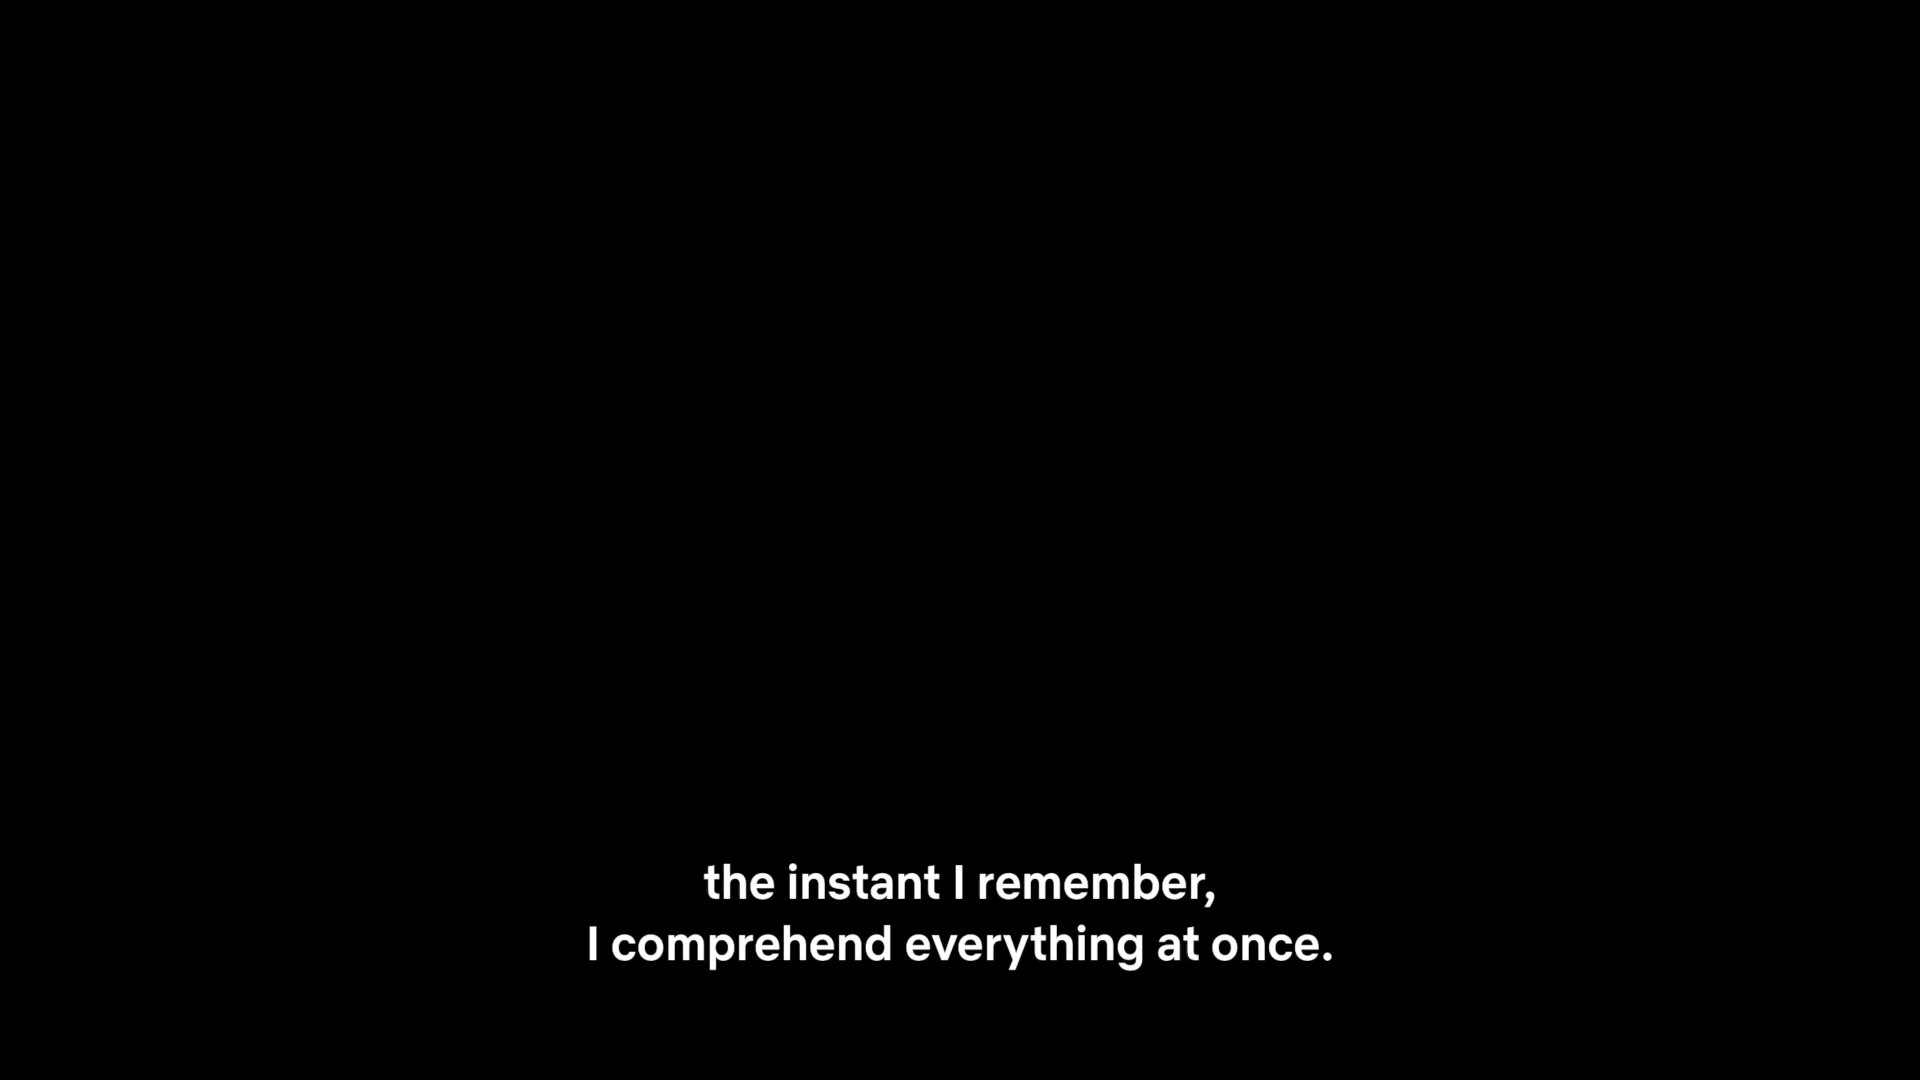 the instant I remember,
I comprehend everything at once.